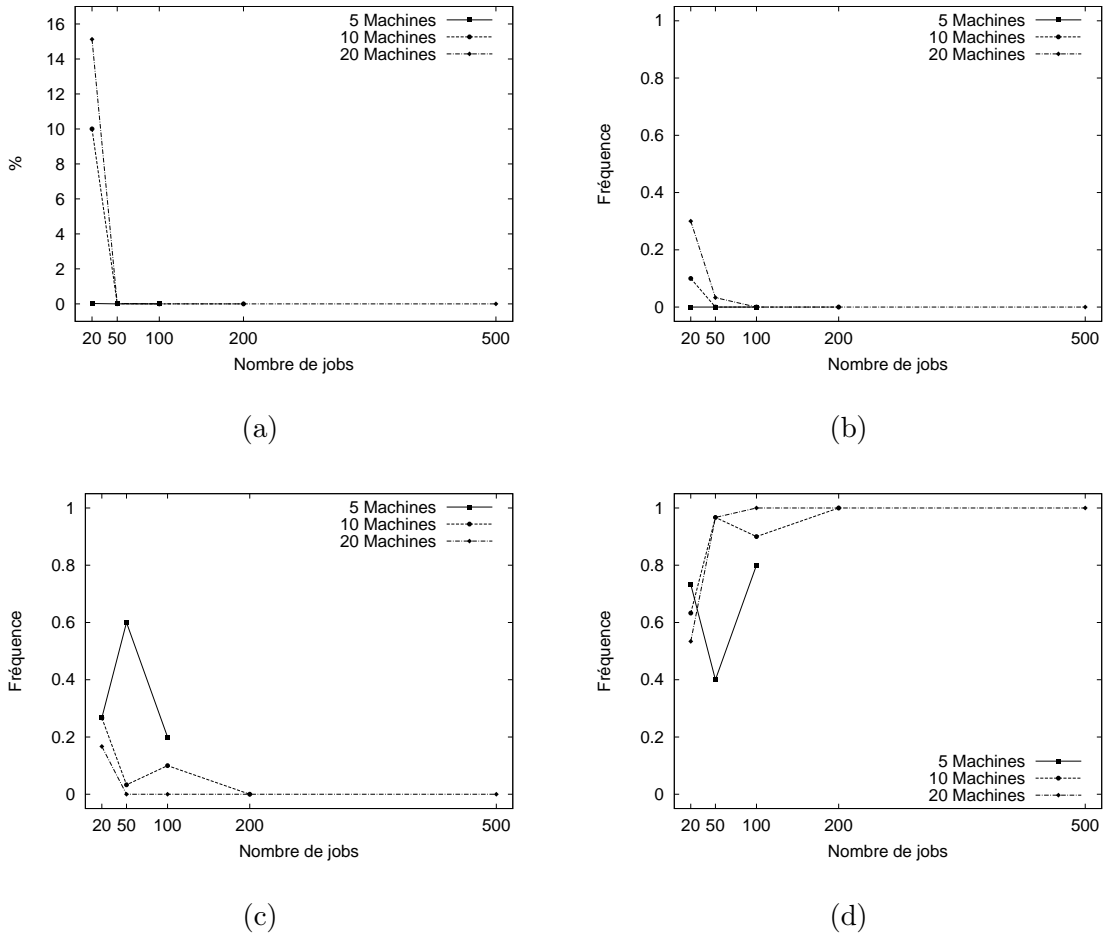 16
14
12
10
8
6
4
2
0
%
5 Machines
10 Machines
20 Machines
20 50 100 200 500
Nombre de jobs
(a)
1
0.8
0.6
0.4
0.2
0
Fréquence
5 Machines
10 Machines
20 Machines
20 50 100 200 500
Nombre de jobs
(b)
1
0.8
0.6
0.4
0.2
0
Fréquence
5 Machines
10 Machines
20 Machines
20 50 100 200 500
Nombre de jobs
(c)
1
0.8
0.6
0.4
0.2
0
Fréquence
5 Machines
10 Machines
20 Machines
20 50 100 200 500
Nombre de jobs
(d)